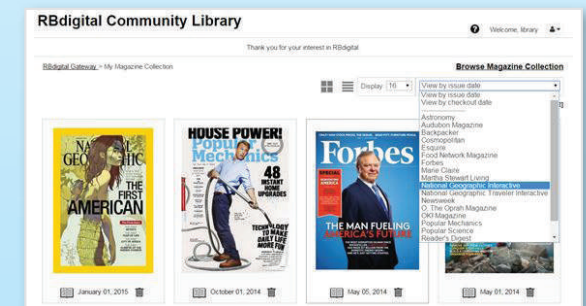 RBdigital Community Library
Welcome, library
Thank you for your interest in RBdigital
RBdigital Gateway > My Magazine Collection
Browse Magazine Collection
Display 16
View by issue date
View by issue date
View by checkout date
Astronomy
Audubon Magazine
Backpacker
Cosmopolitan
Esquire
Food Network Magazine
Forbes
Marie Claire
Martha Stewart Living
National Geographic Interactive
National Geographic Traveler Interactive
Newsweek
O, The Oprah Magazine
OK! Magazine
Popular Mechanics
Popular Science
Reader's Digest
THE
FIRST
AMERICAN
HOUSE POWER!
Popular
Mechanics
48
INSTANT
HOME
UPGRADES
TECHNOLOGY
TO MAKE
DAILY LIFE
MORE FUN
Forbes
SPECIAL
THE MAN FUELING
AMERICA'S FUTURE
January 01, 2015
October 01, 2014
May 05, 2014
May 01, 2014